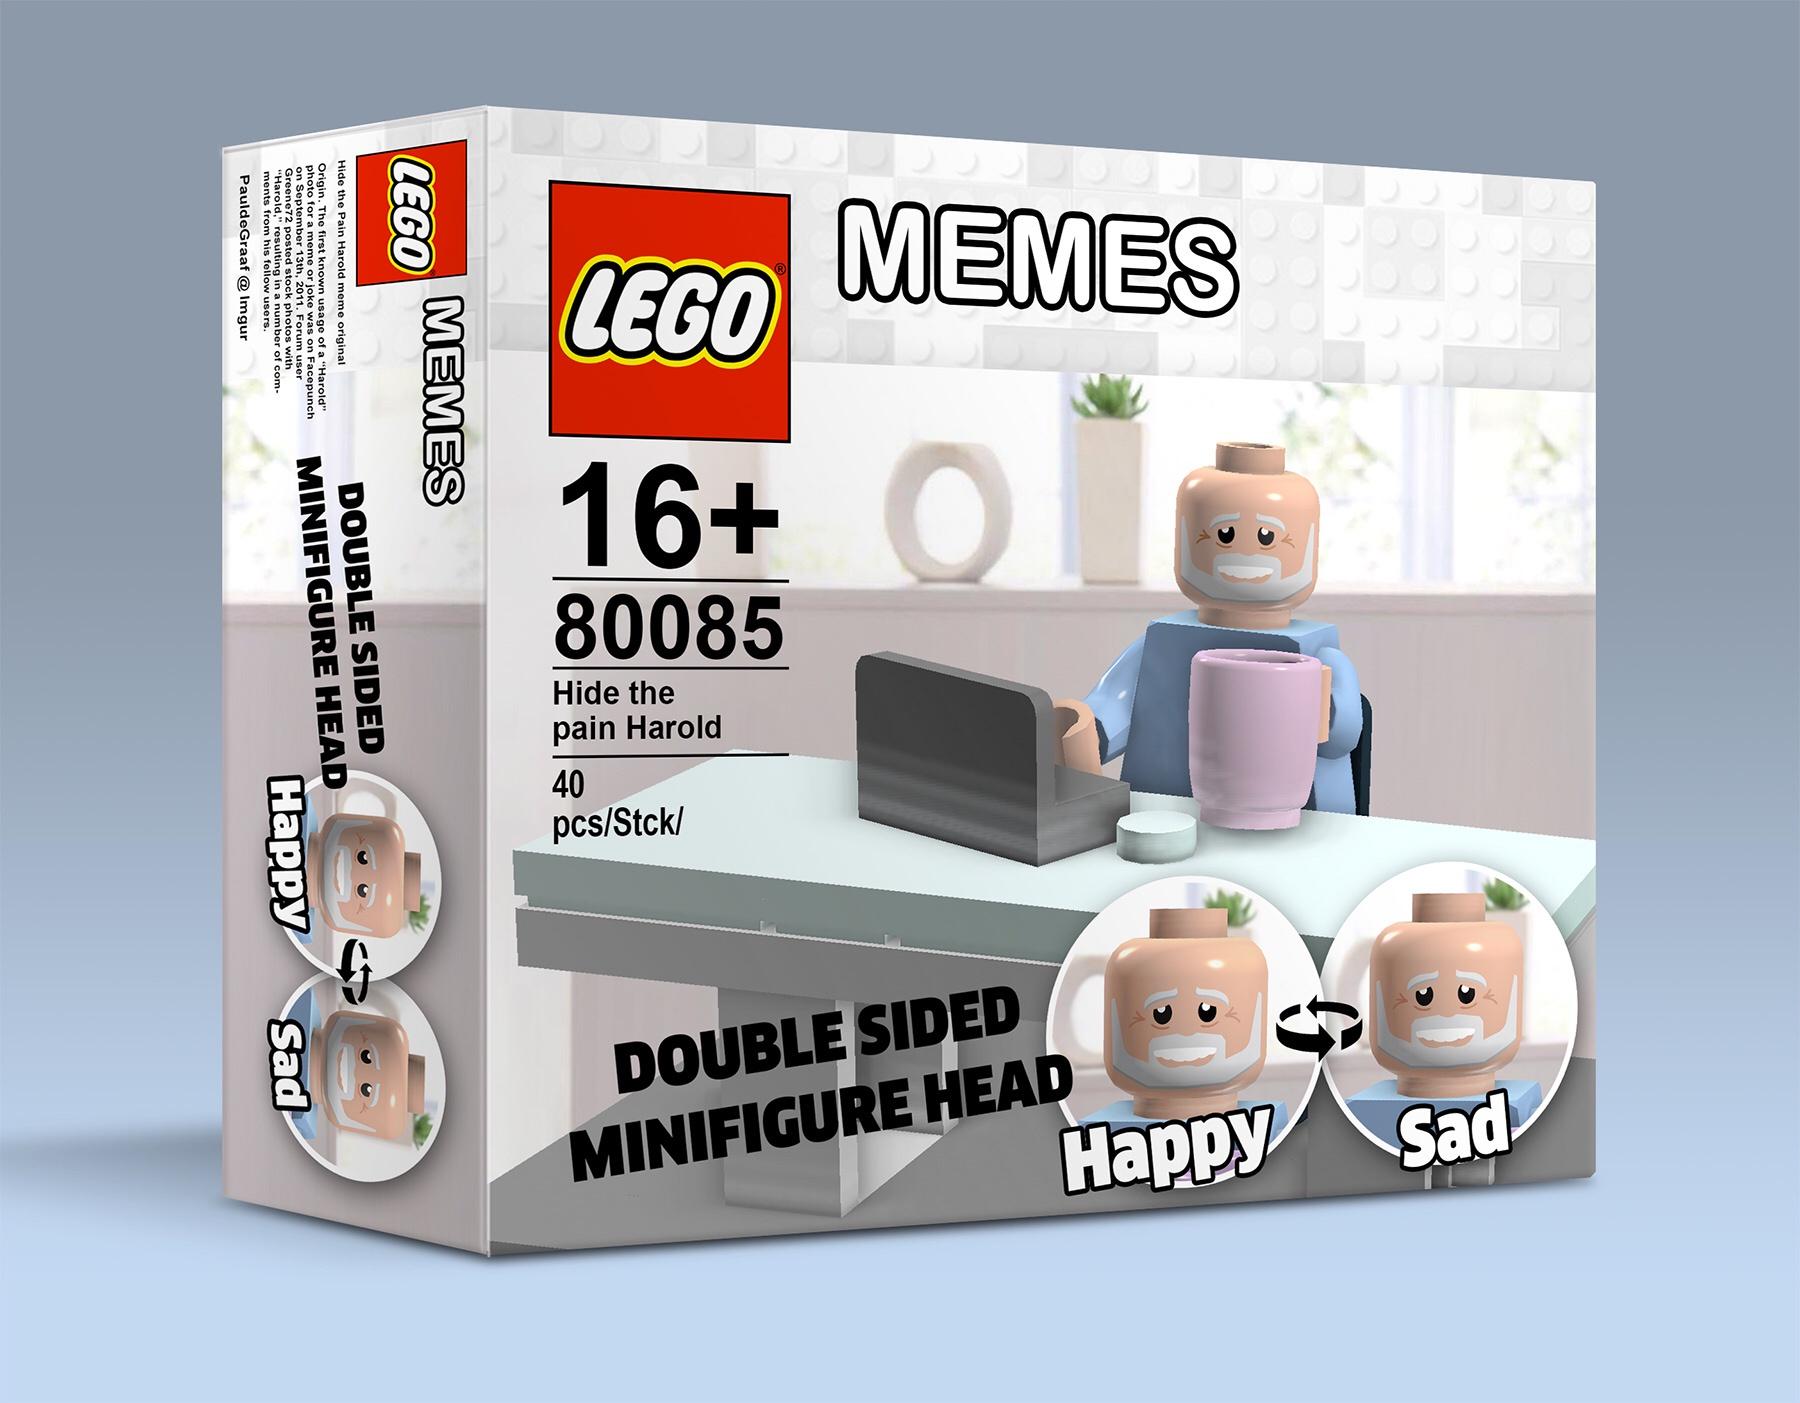 LEGO
MEMES
16+
80085
Hide the
pain Harold
40
pcs/Stck/
DOUBLE SIDED
MINIFIGURE HEAD
Happy
Sad
LEGO
MEMES
Hide the Pain Harold meme original
Origin. The first known usage of a "Harold"
photo for a meme or joke was on Facepunch
on September 13th, 2011. Forum user
Greene72 posted stock photos with
"Harold," resulting in a number of com-
ments from his fellow users.
PauldeGraaf @ Imgur
DOUBLE SIDED
MINIFIGURE HEAD
Happy
Sad